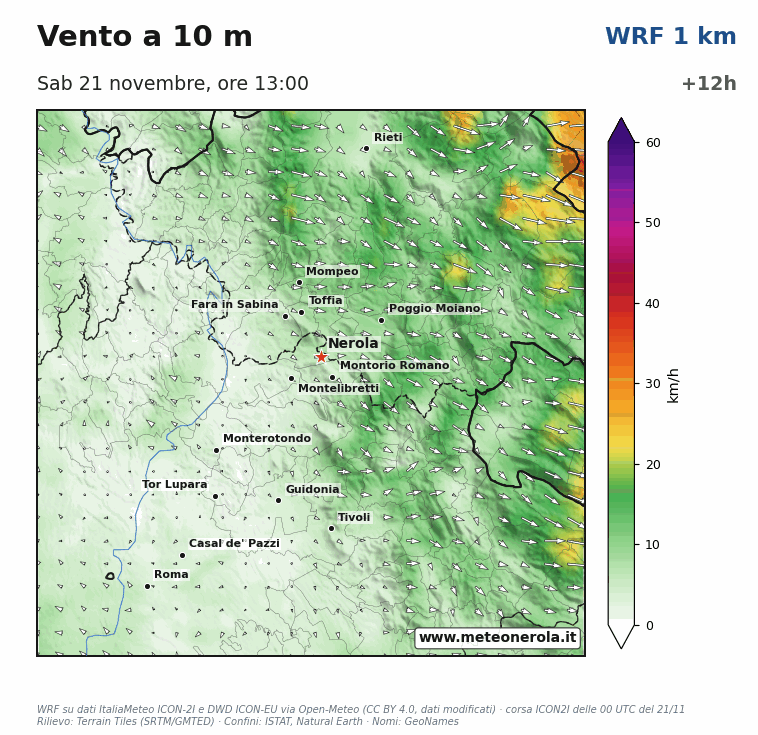 Vento a 10 m
WRF 1 km
Sab 21 novembre, ore 13:00
+12h
Rieti
Mompeo
Fara in Sabina
Toffia
Poggio Moiano
Nerola
Montorio Romano
Montelibretti
Monterotondo
Tor Lupara
Guidonia
Tivoli
Casal de' Pazzi
Roma
www.meteonerola.it
60
50
40
30
20
10
0
km/h
WRF su dati ItaliaMeteo ICON-2I e DWD ICON-EU via Open-Meteo (CC BY 4.0, dati modificati) · corsa ICON2I delle 00 UTC del 21/11
Rilievo: Terrain Tiles (SRTM/GMTED) · Confini: ISTAT, Natural Earth · Nomi: GeoNames